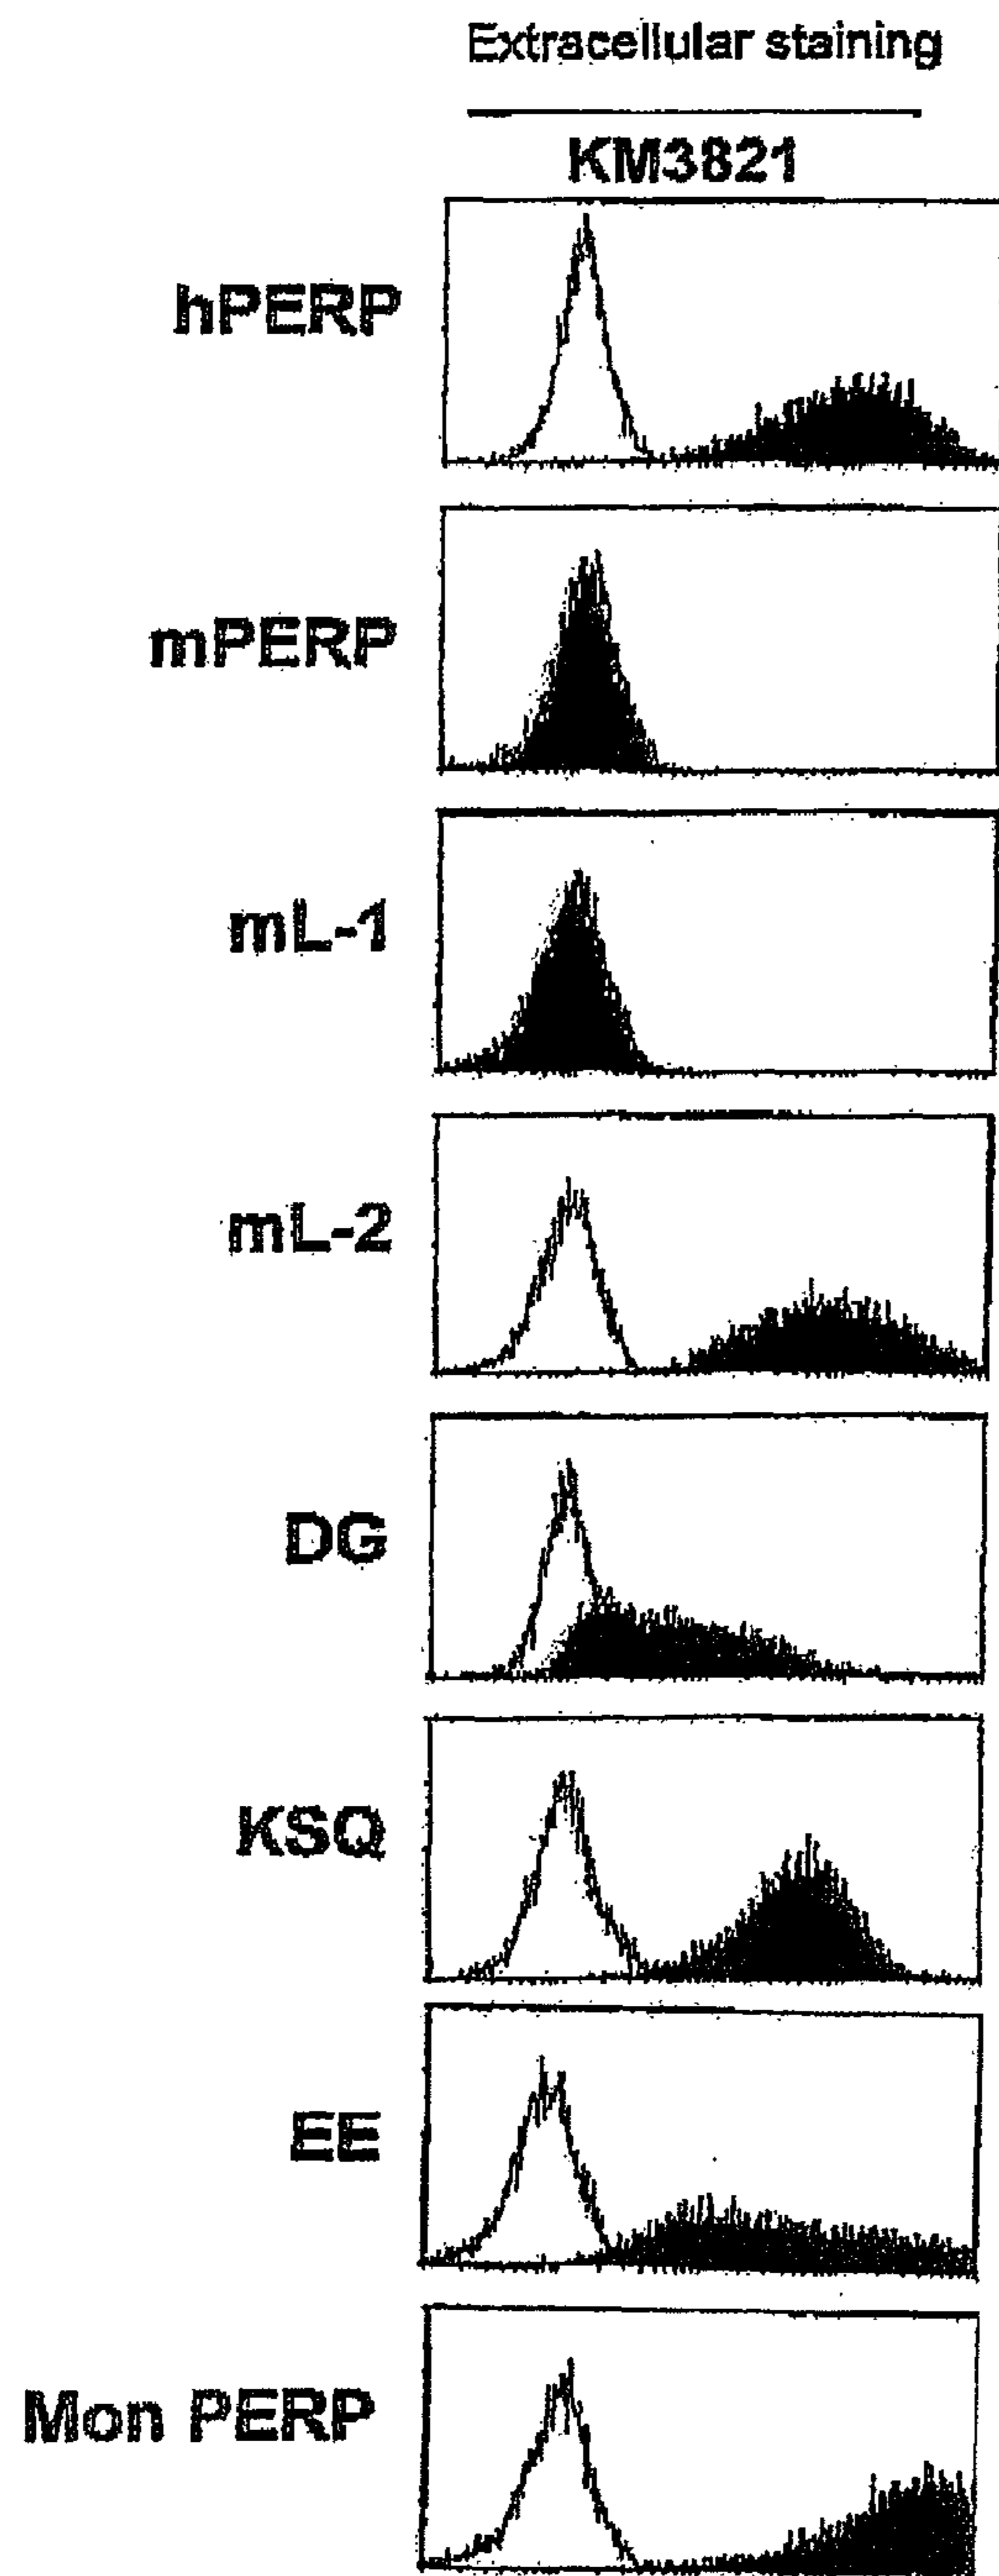 Extracellular staining
KM3821
hPERP
mPERP
mL-1
mL-2
DG
KSQ
EE
Mon PERP